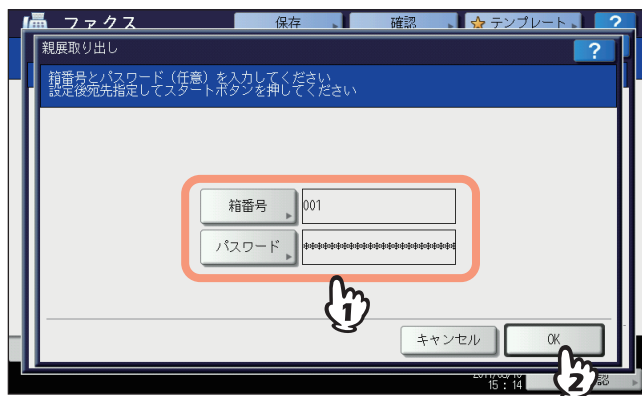 ファクス
保存
確認
テンプレート
?
親展取り出し
?
箱番号とパスワード（任意）を入力してください
設定後宛先指定してスタートボタンを押してください
箱番号
001
パスワード
****************************
1
キャンセル
OK
15：14
認
2